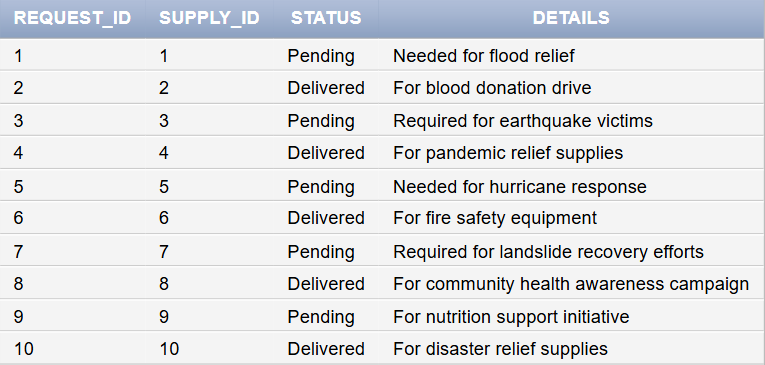 REQUEST_ID SUPPLY_ID STATUS DETAILS
1 1 Pending Needed for flood relief
2 2 Delivered For blood donation drive
3 3 Pending Required for earthquake victims
4 4 Delivered For pandemic relief supplies
5 5 Pending Needed for hurricane response
6 6 Delivered For fire safety equipment
7 7 Pending Required for landslide recovery efforts
8 8 Delivered For community health awareness campaign
9 9 Pending For nutrition support initiative
10 10 Delivered For disaster relief supplies